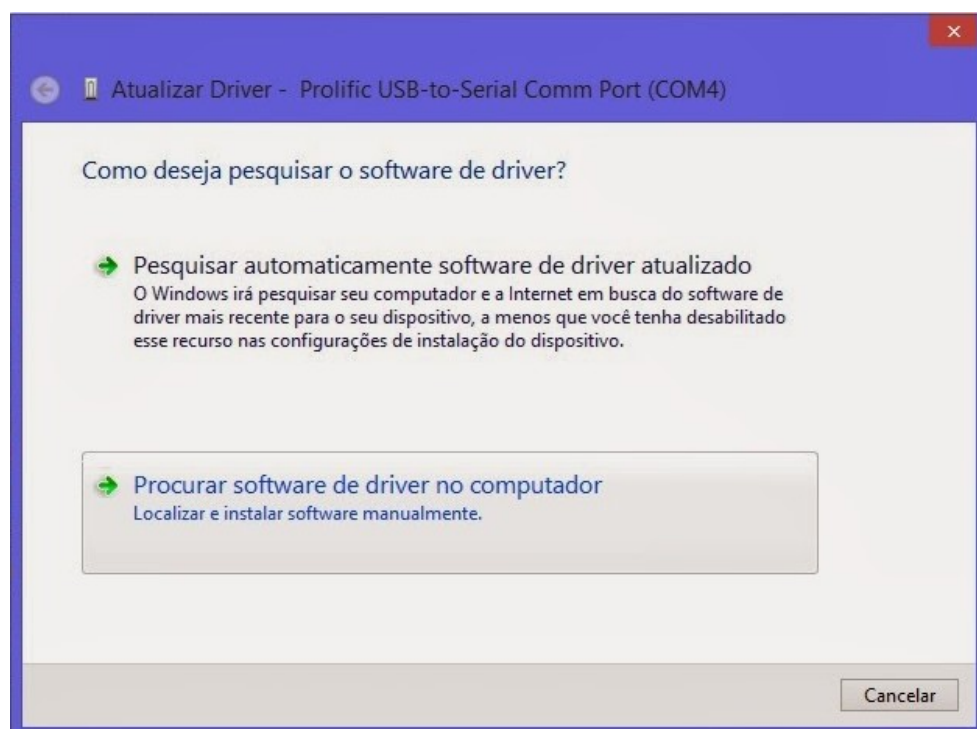 Atualizar Driver - Prolific USB-to-Serial Comm Port (COM4)
Como deseja pesquisar o software de driver?
Pesquisar automaticamente software de driver atualizado
O Windows irá pesquisar seu computador e a Internet em busca do software de
driver mais recente para o seu dispositivo, a menos que você tenha desabilitado
esse recurso nas configurações de instalação do dispositivo.
Procurar software de driver no computador
Localizar e instalar software manualmente.
Cancelar